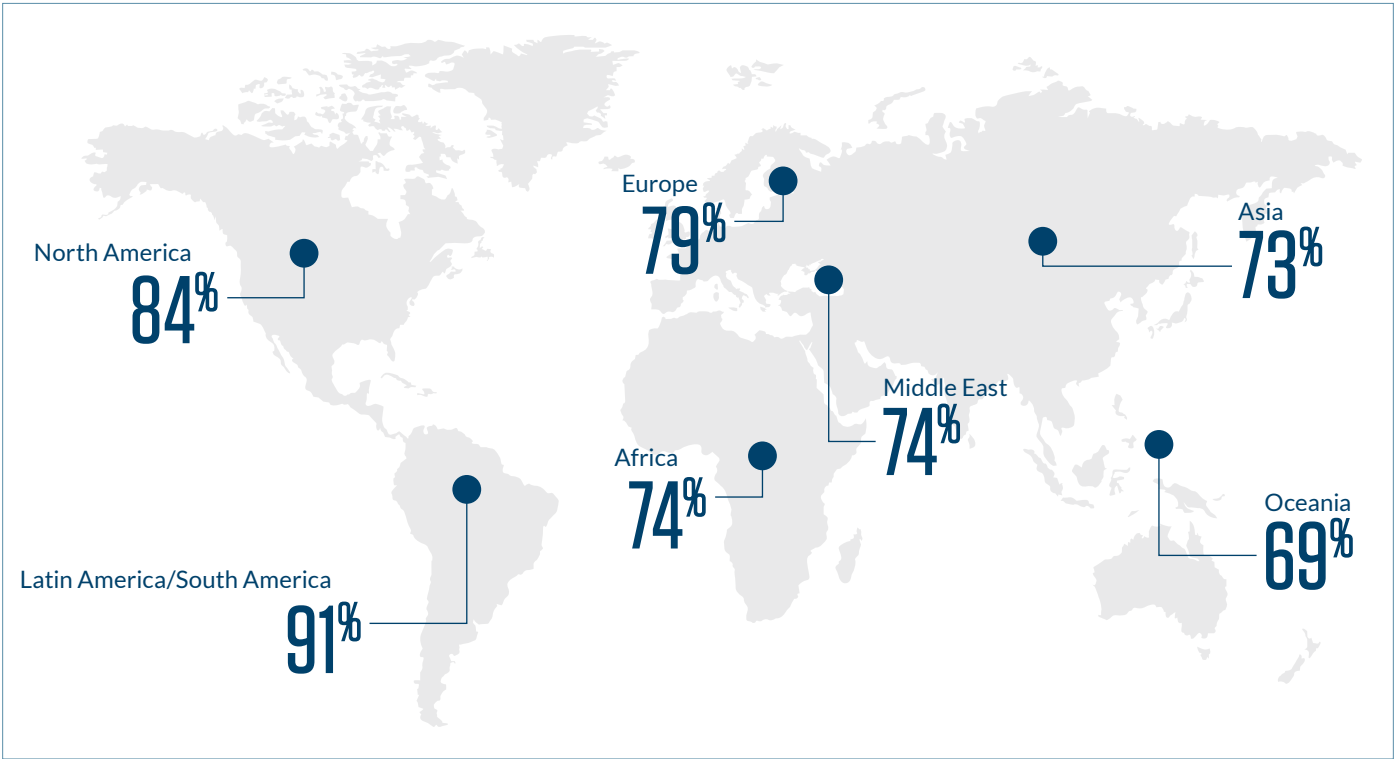 Europe
79%
Asia
73%
North America
84%
Middle East
74%
Africa
74%
Oceania
69%
Latin America/South America
91%